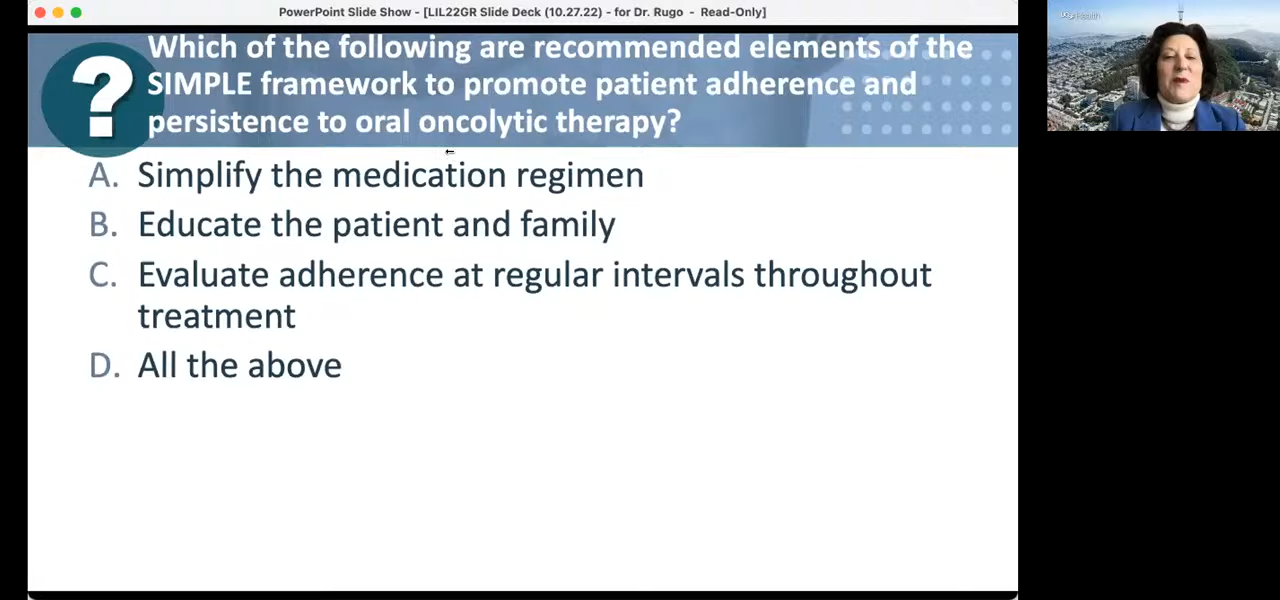 PowerPoint Slide Show - [LIL22GR Slide Deck (10.27.22) - for Dr. Rugo - Read-Only]
Which of the following are recommended elements of the
SIMPLE framework to promote patient adherence and
persistence to oral oncolytic therapy?
?
A. Simplify the medication regimen
B. Educate the patient and family
C. Evaluate adherence at regular intervals throughout
treatment
D. All the above
Health